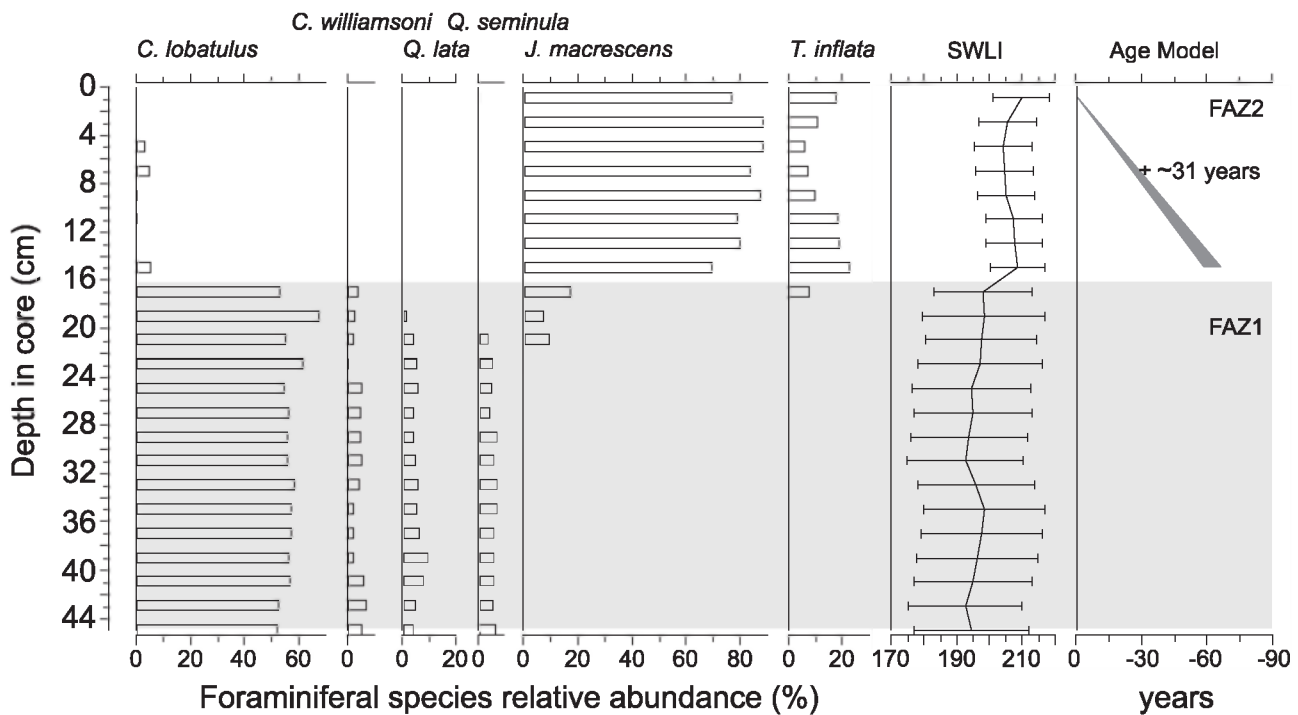 C. williamsoni Q. seminula
C. lobatulus Q. lata J. macrescens T. inflata SWLI Age Model
0
4
8
12
16
20
24
28
32
36
40
44
Depth in core (cm)
FAZ2
+ ~31 years
FAZ1
0 20 40 60 0 0 20 0 0 20 40 60 80 0 20 170 190 210 0 -30 -60 -90
Foraminiferal species relative abundance (%) years